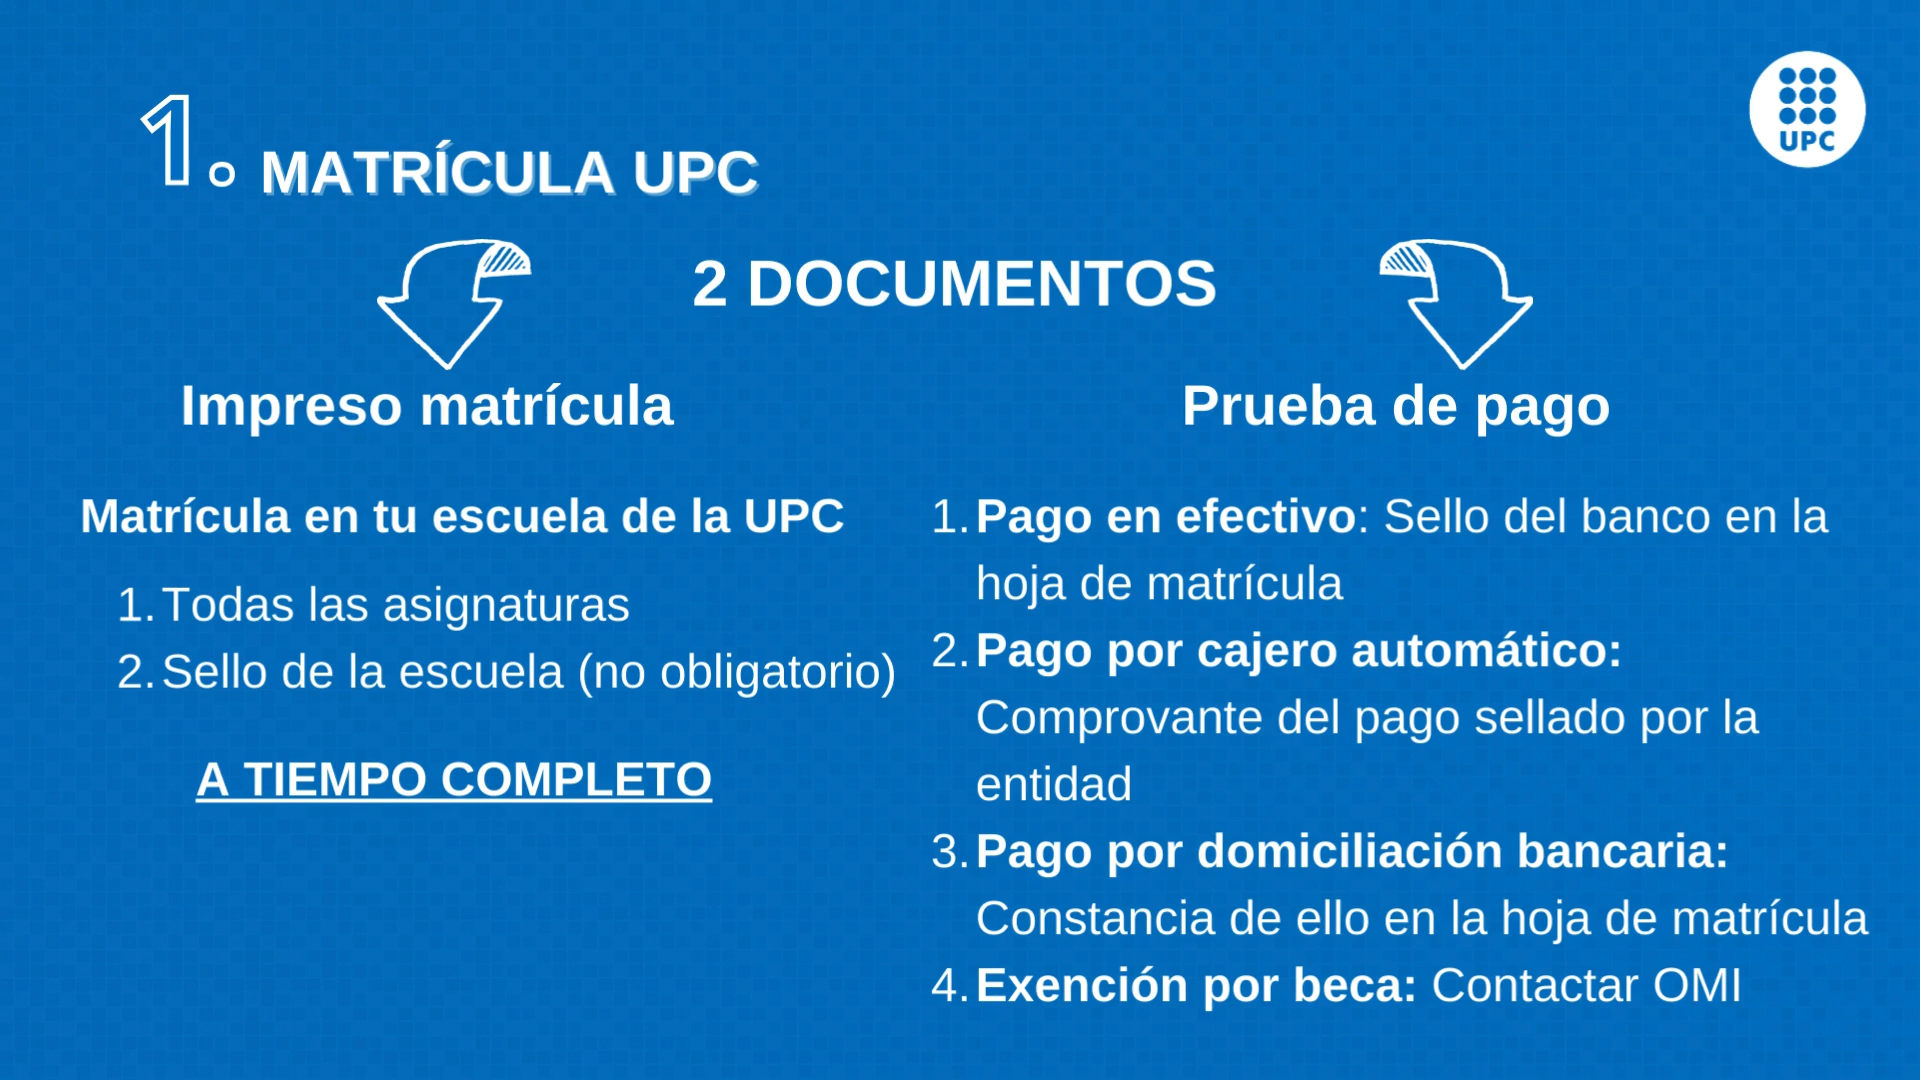 1. MATRÍCULA UPC
UPC
2 DOCUMENTOS
Impreso matrícula
Matrícula en tu escuela de la UPC
1. Todas las asignaturas
2. Sello de la escuela (no obligatorio)
A TIEMPO COMPLETO
Prueba de pago
1. Pago en efectivo: Sello del banco en la
hoja de matrícula
2. Pago por cajero automático:
Comprovante del pago sellado por la
entidad
3. Pago por domiciliación bancaria:
Constancia de ello en la hoja de matrícula
4. Exención por beca: Contactar OMI